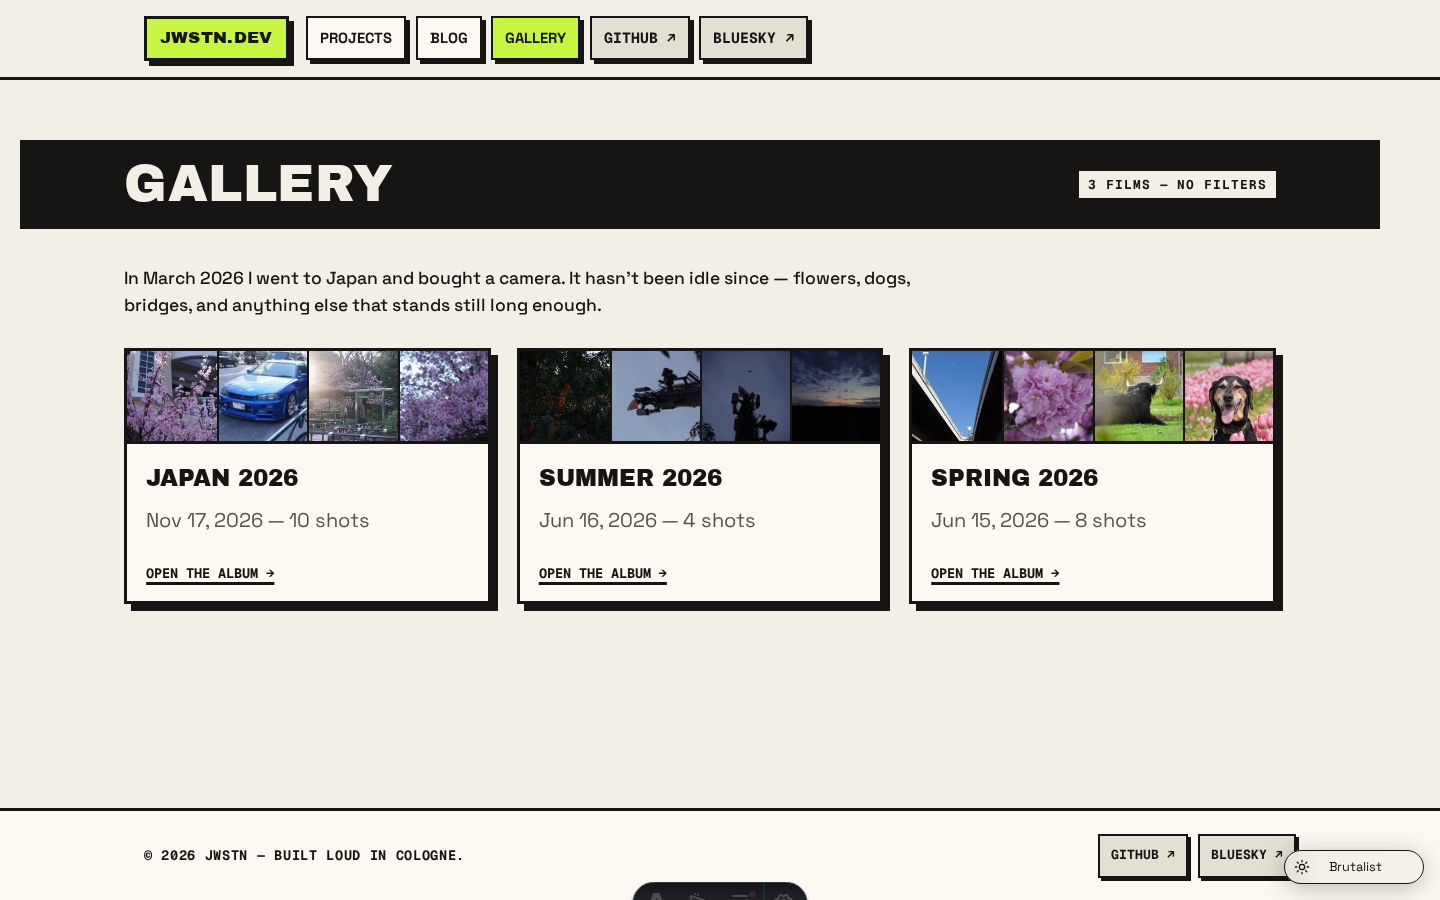 JWSTN.DEV
PROJECTS
BLOG
GALLERY
GITHUB ↗
BLUESKY ↗
GALLERY
3 FILMS — NO FILTERS
In March 2026 I went to Japan and bought a camera. It hasn't been idle since — flowers, dogs,
bridges, and anything else that stands still long enough.
JAPAN 2026
Nov 17, 2026 — 10 shots
OPEN THE ALBUM →
SUMMER 2026
Jun 16, 2026 — 4 shots
OPEN THE ALBUM →
SPRING 2026
Jun 15, 2026 — 8 shots
OPEN THE ALBUM →
© 2026 JWSTN — BUILT LOUD IN COLOGNE.
GITHUB ↗
BLUESKY ↗
Brutalist